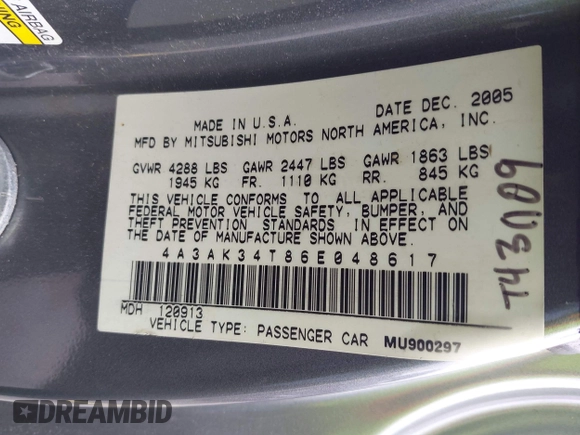 AIRBAG
MADE IN U.S.A. DATE DEC. 2005
MFD BY MITSUBISHI MOTORS NORTH AMERICA, INC.
GVWR 4288 LBS GAWR 2447 LBS GAWR 1863 LBS
1945 KG FR. 1110 KG RR. 845 KG
THIS VEHICLE CONFORMS TO ALL APPLICABLE
FEDERAL MOTOR VEHICLE SAFETY, BUMPER, AND
THEFT PREVENTION STANDARDS IN EFFECT ON
THE DATE OF MANUFACTURE SHOWN ABOVE.
4A3AK34T86E048617
MDH 120913
VEHICLE TYPE: PASSENGER CAR MU900297
DREAMBID